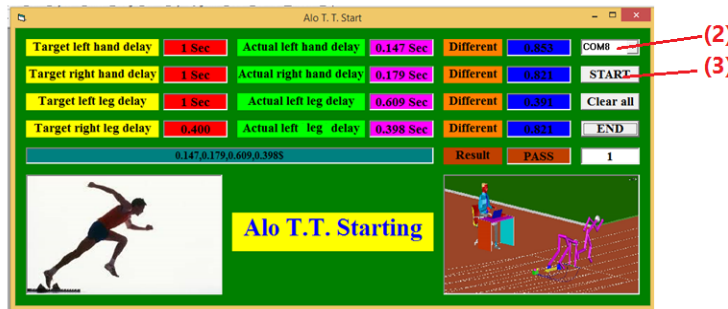 Alo T. T. Start
Target left hand delay 1 Sec Actual left hand delay 0.147 Sec Different 0.853 COM8 (2)
Target right hand delay 1 Sec Actual right hand delay 0.179 Sec Different 0.821 START (3)
Target left leg delay 1 Sec Actual left leg delay 0.609 Sec Different 0.391 Clear all
Target right leg delay 0.400 Actual left leg delay 0.398 Sec Different 0.821 END
0.147,0.179,0.609,0.398$ Result PASS 1
Alo T.T. Starting